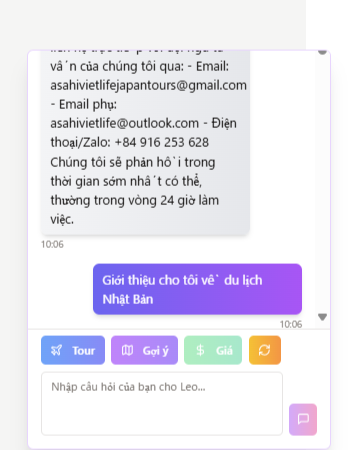 vấn của chúng tôi qua: - Email:
asahivietlifejapantours@gmail.com
- Email phụ:
asahivietlife@outlook.com - Điện
thoại/Zalo: +84 916 253 628
Chúng tôi sẽ phản hồi trong
thời gian sớm nhất có thể,
thường trong vòng 24 giờ làm
việc.
10:06
Giới thiệu cho tôi về du lịch
Nhật Bản
10:06
Tour
Gợi ý
$ Giá
Nhập câu hỏi của bạn cho Leo...